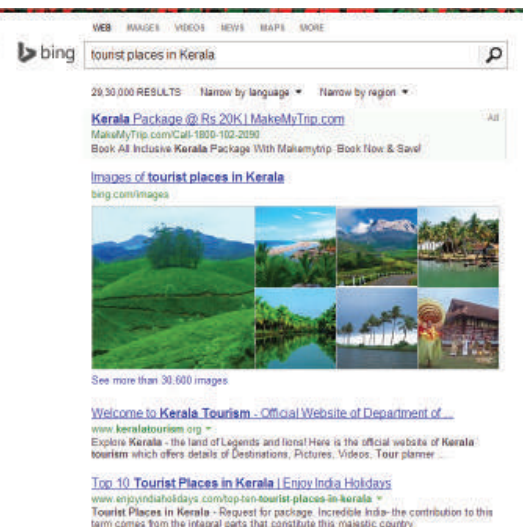 WEB IMAGES VIDEOS NEWS MAPS MORE
bing
tourist places in Kerala
29,30,000 RESULTS Narrow by language Narrow by region
Kerala Package @ Rs 20K | MakeMyTrip.com Ad
MakeMyTrip.com/Call-1800-102-2090
Book All Inclusive Kerala Package With Makemytrip Book Now & Save!
Images of tourist places in Kerala
bing.com/images
See more than 30,600 images
Welcome to Kerala Tourism - Official Website of Department of ...
www.keralatourism.org
Explore Kerala - the land of Legends and lions! Here is the official website of Kerala
tourism which offers details of Destinations, Pictures, Videos, Tour planner ...
Top 10 Tourist Places in Kerala | Enjoy India Holidays
www.enjoyindiaholidays.com/top-ten-tourist-places-in-kerala
Tourist Places in Kerala - Request for package. Incredible India- the contribution to this
term comes from the integral parts that constitute this majestic country.